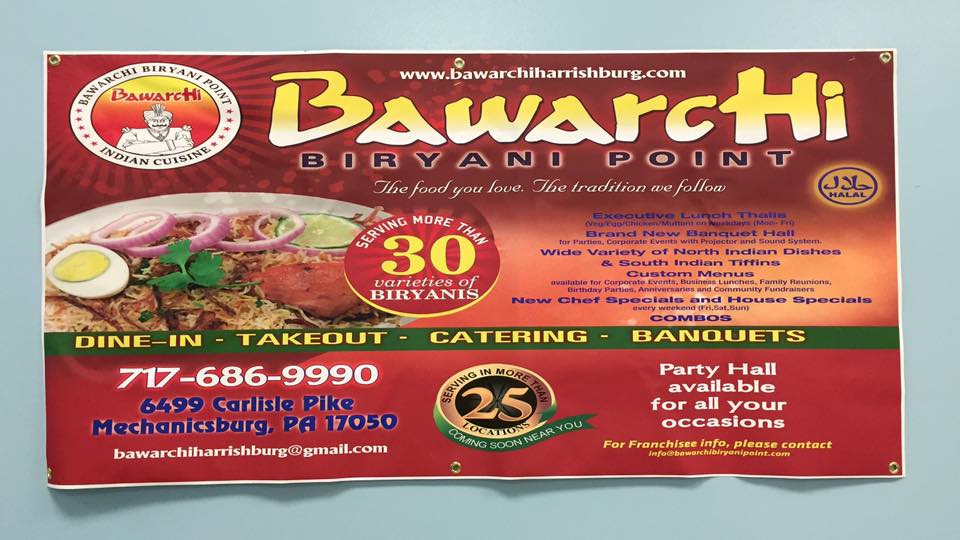 www.bawarchiharrishburg.com
BAWARCHI BIRYANI POINT
BawarcHi
INDIAN CUISINE
BawarcHi
BIRYANI POINT
The food you love. The tradition we follow
حلال
HALAL
SERVING MORE THAN
30
varieties of
BIRYANIS
Executive Lunch Thalis
(Veg/Egg/Chicken/Mutton) on Weekdays (Mon- Fri)
Brand New Banquet Hall
for Parties, Corporate Events with Projector and Sound System.
Wide Variety of North Indian Dishes
& South Indian Tiffins
Custom Menus
available for Corporate Events, Business Lunches, Family Reunions,
Birthday Parties, Anniversaries and Community Fundraisers
New Chef Specials and House Specials
every weekend (Fri,Sat,Sun)
COMBOS
DINE-IN - TAKEOUT - CATERING - BANQUETS
717-686-9990
6499 Carlisle Pike
Mechanicsburg, PA 17050
bawarchiharrishburg@gmail.com
SERVING IN MORE THAN
25
LOCATIONS
COMING SOON NEAR YOU
Party Hall
available
for all your
occasions
For Franchisee info, please contact
info@bawarchibiryanipoint.com